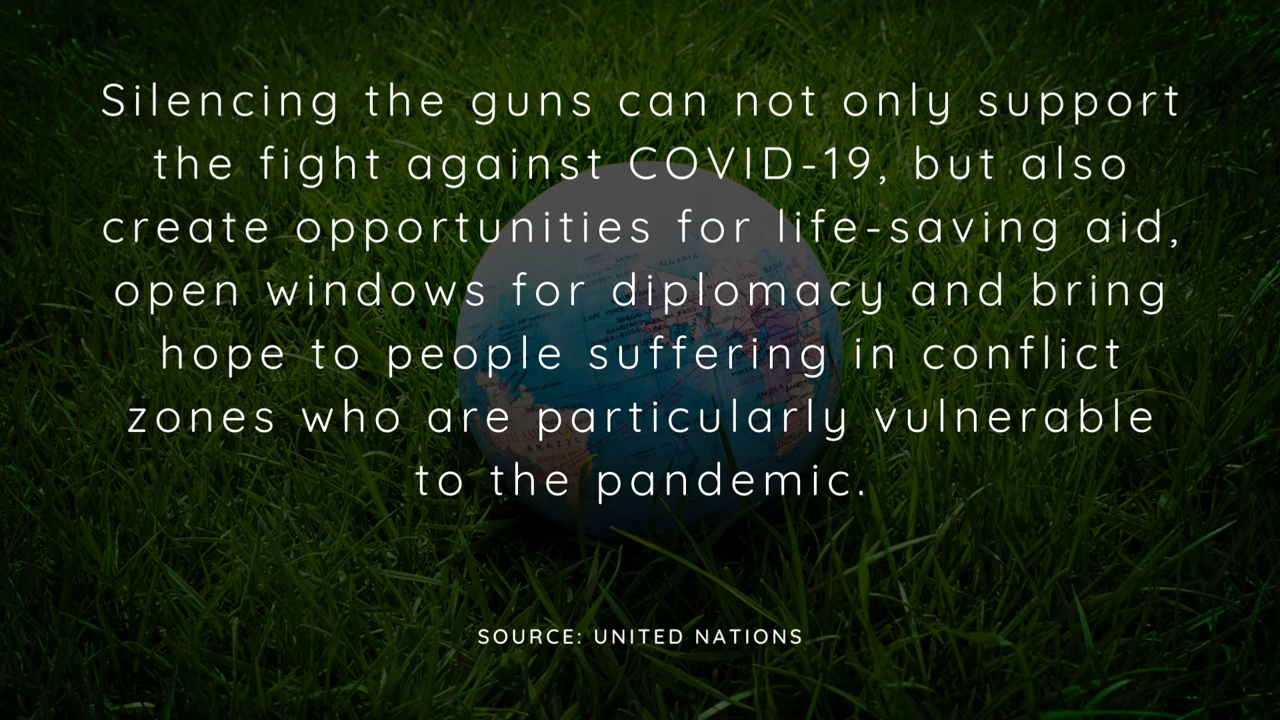 Silencing the guns can not only support
the fight against COVID-19, but also
create opportunities for life-saving aid,
open windows for diplomacy and bring
hope to people suffering in conflict
zones who are particularly vulnerable
to the pandemic.
ALGERIA
BRAZIL
SOURCE: UNITED NATIONS